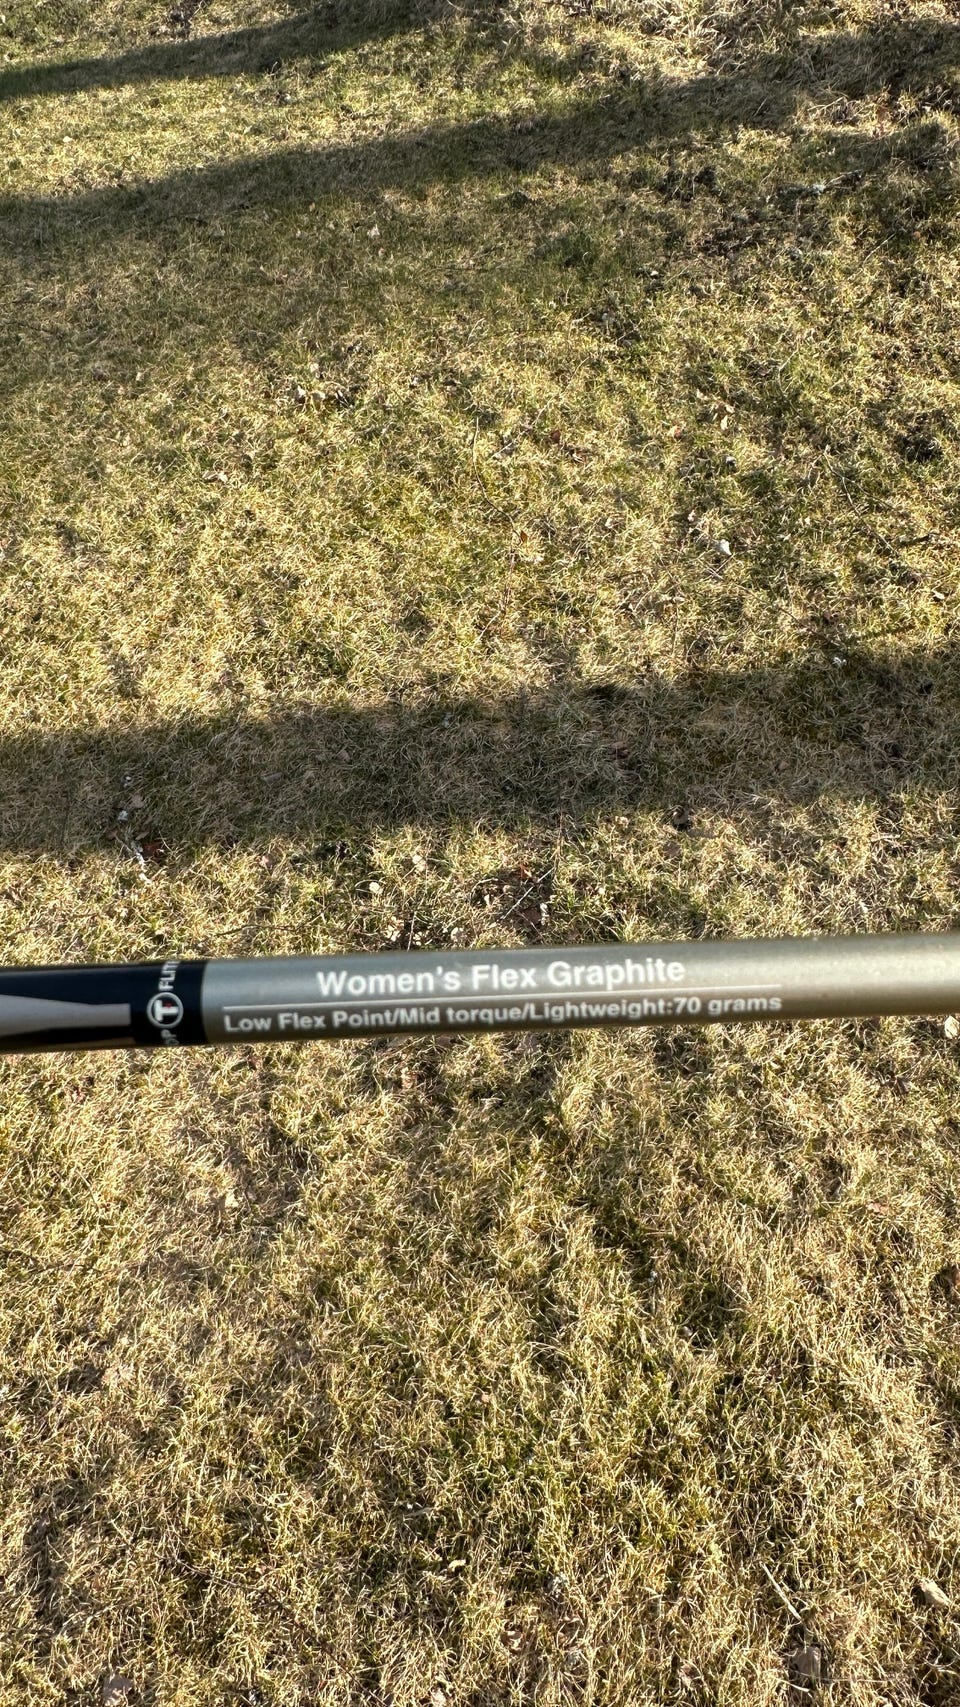 Women's Flex Graphite
Low Flex Point/Mid torque/Lightweight:70 grams
T